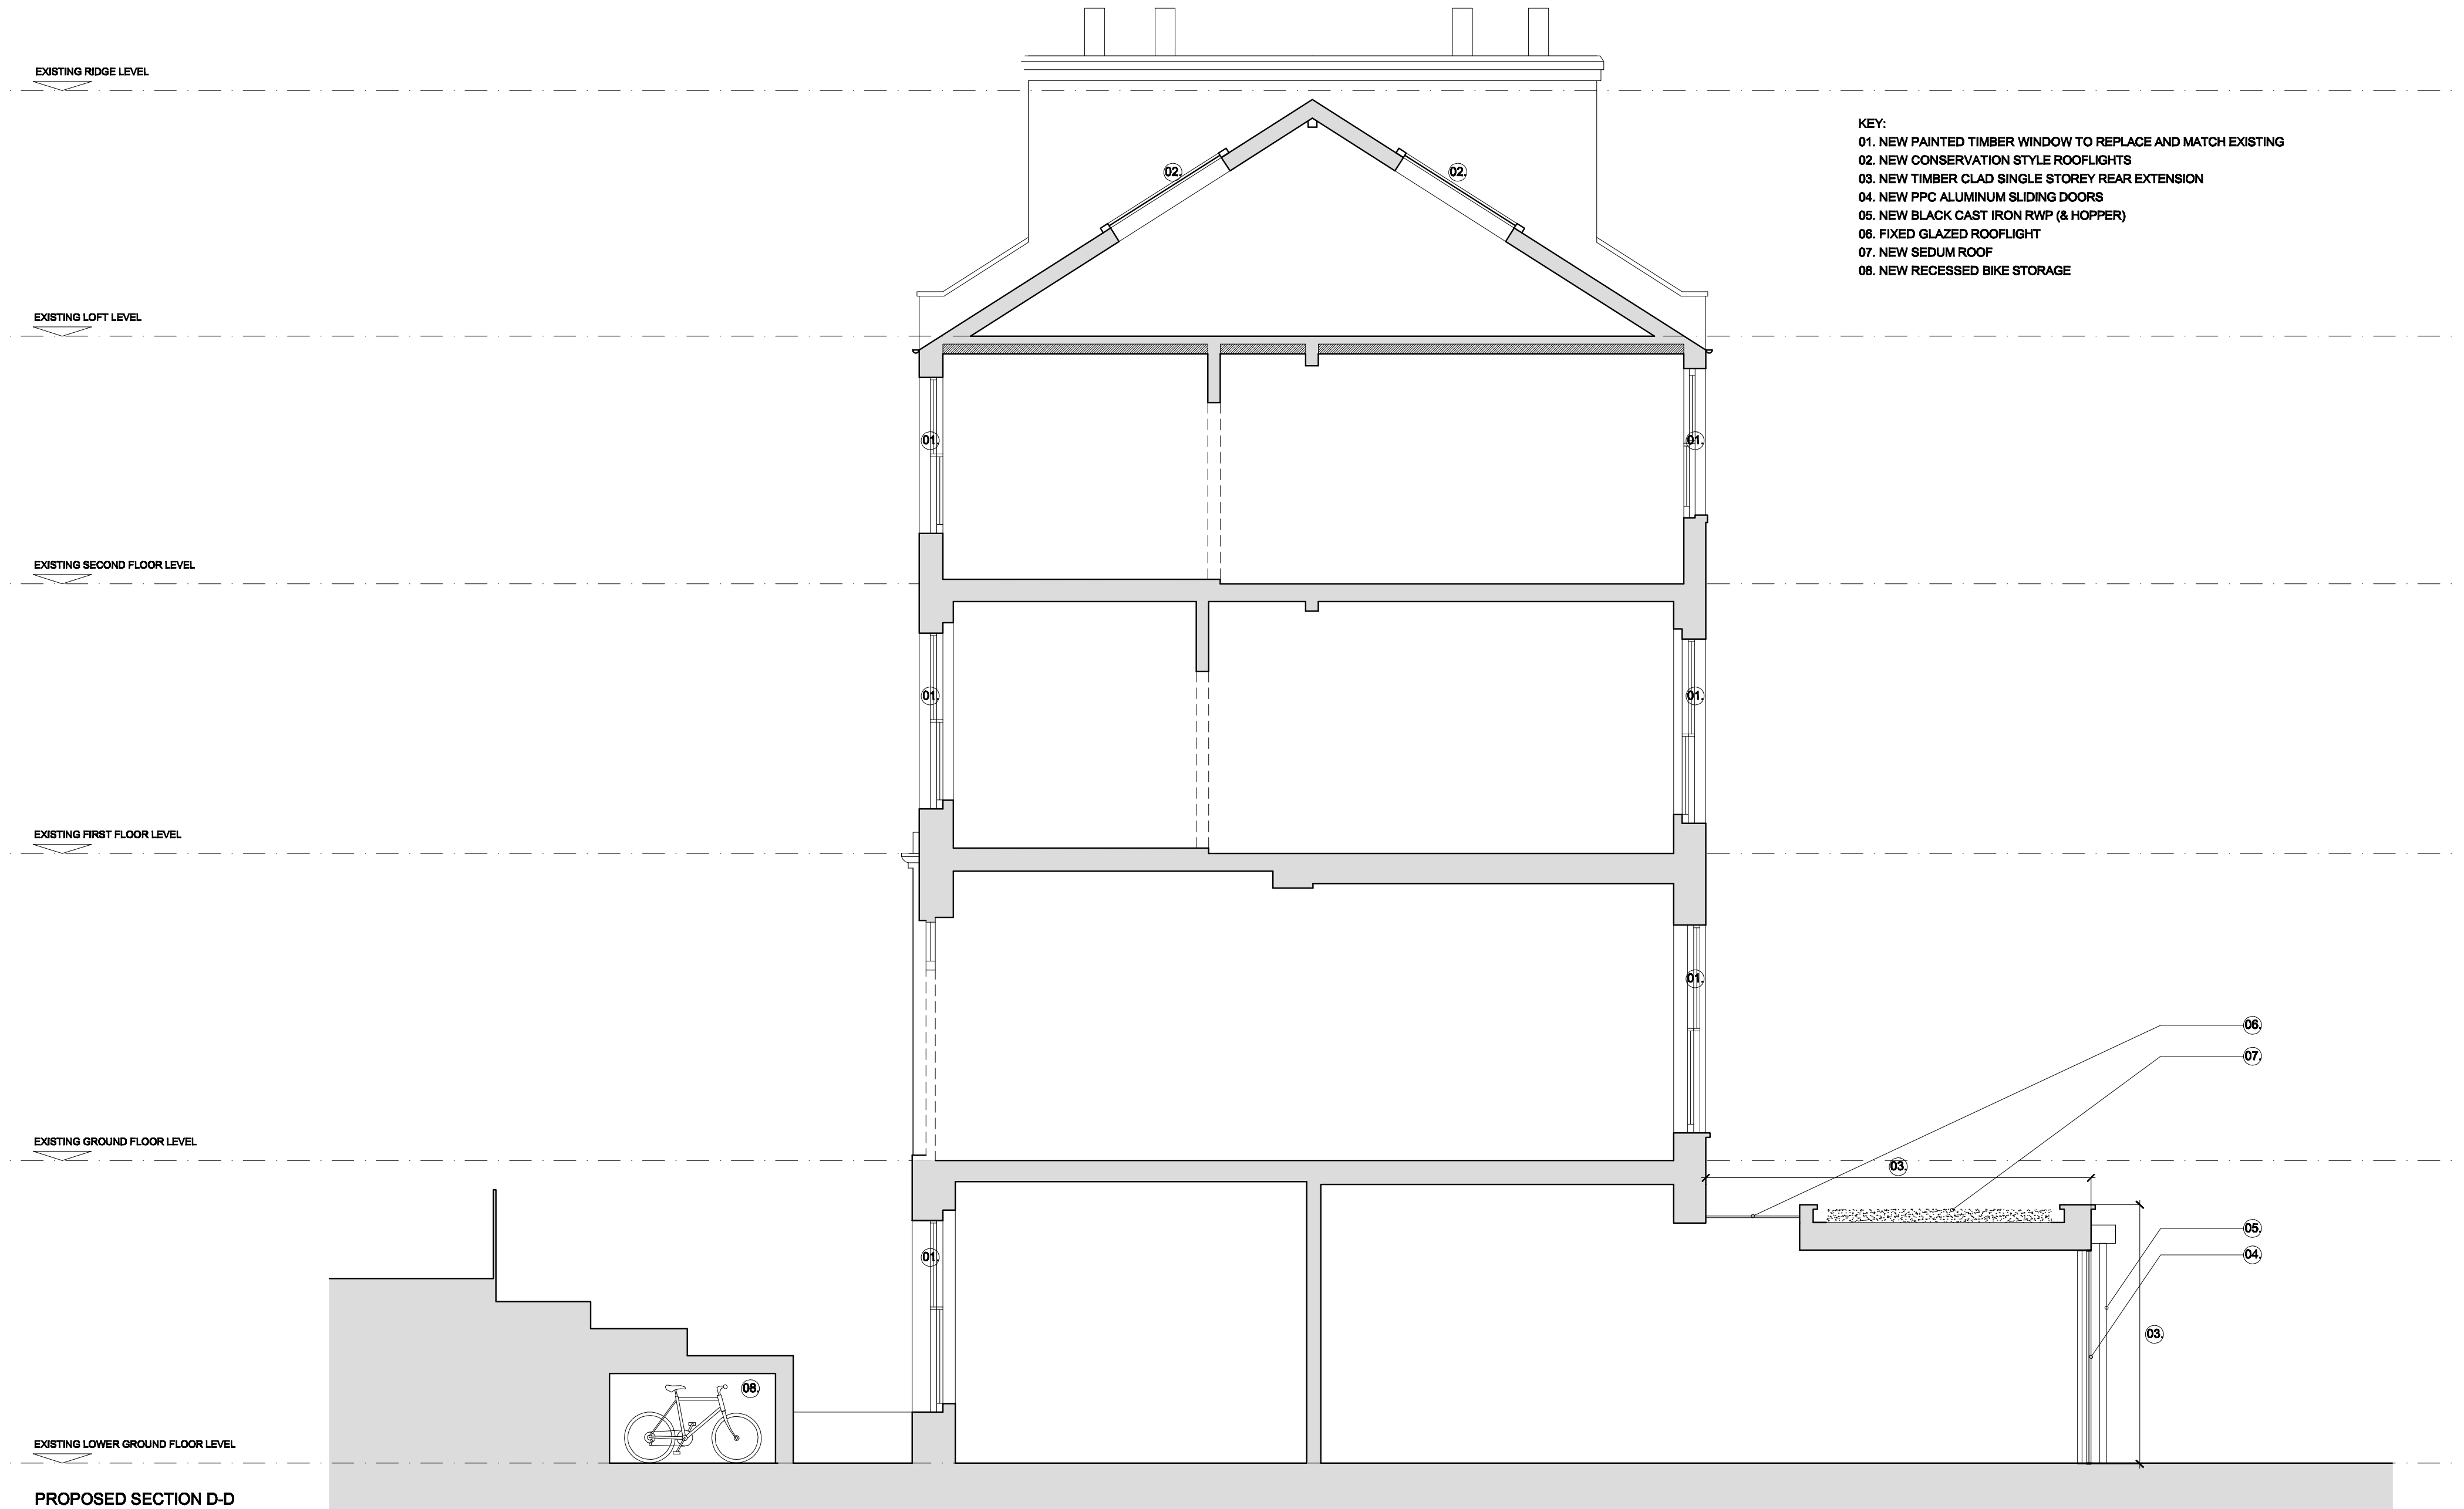 EXISTING RIDGE LEVEL
KEY:
01. NEW PAINTED TIMBER WINDOW TO REPLACE AND MATCH EXISTING
02. NEW CONSERVATION STYLE ROOFLIGHTS
03. NEW TIMBER CLAD SINGLE STOREY REAR EXTENSION
04. NEW PPC ALUMINUM SLIDING DOORS
05. NEW BLACK CAST IRON RWP (& HOPPER)
06. FIXED GLAZED ROOFLIGHT
07. NEW SEDUM ROOF
08. NEW RECESSED BIKE STORAGE
02.
02.
EXISTING LOFT LEVEL
01.
01.
EXISTING SECOND FLOOR LEVEL
01.
01.
EXISTING FIRST FLOOR LEVEL
01.
06.
07.
EXISTING GROUND FLOOR LEVEL
03.
05.
04.
01.
03.
08.
EXISTING LOWER GROUND FLOOR LEVEL
PROPOSED SECTION D-D